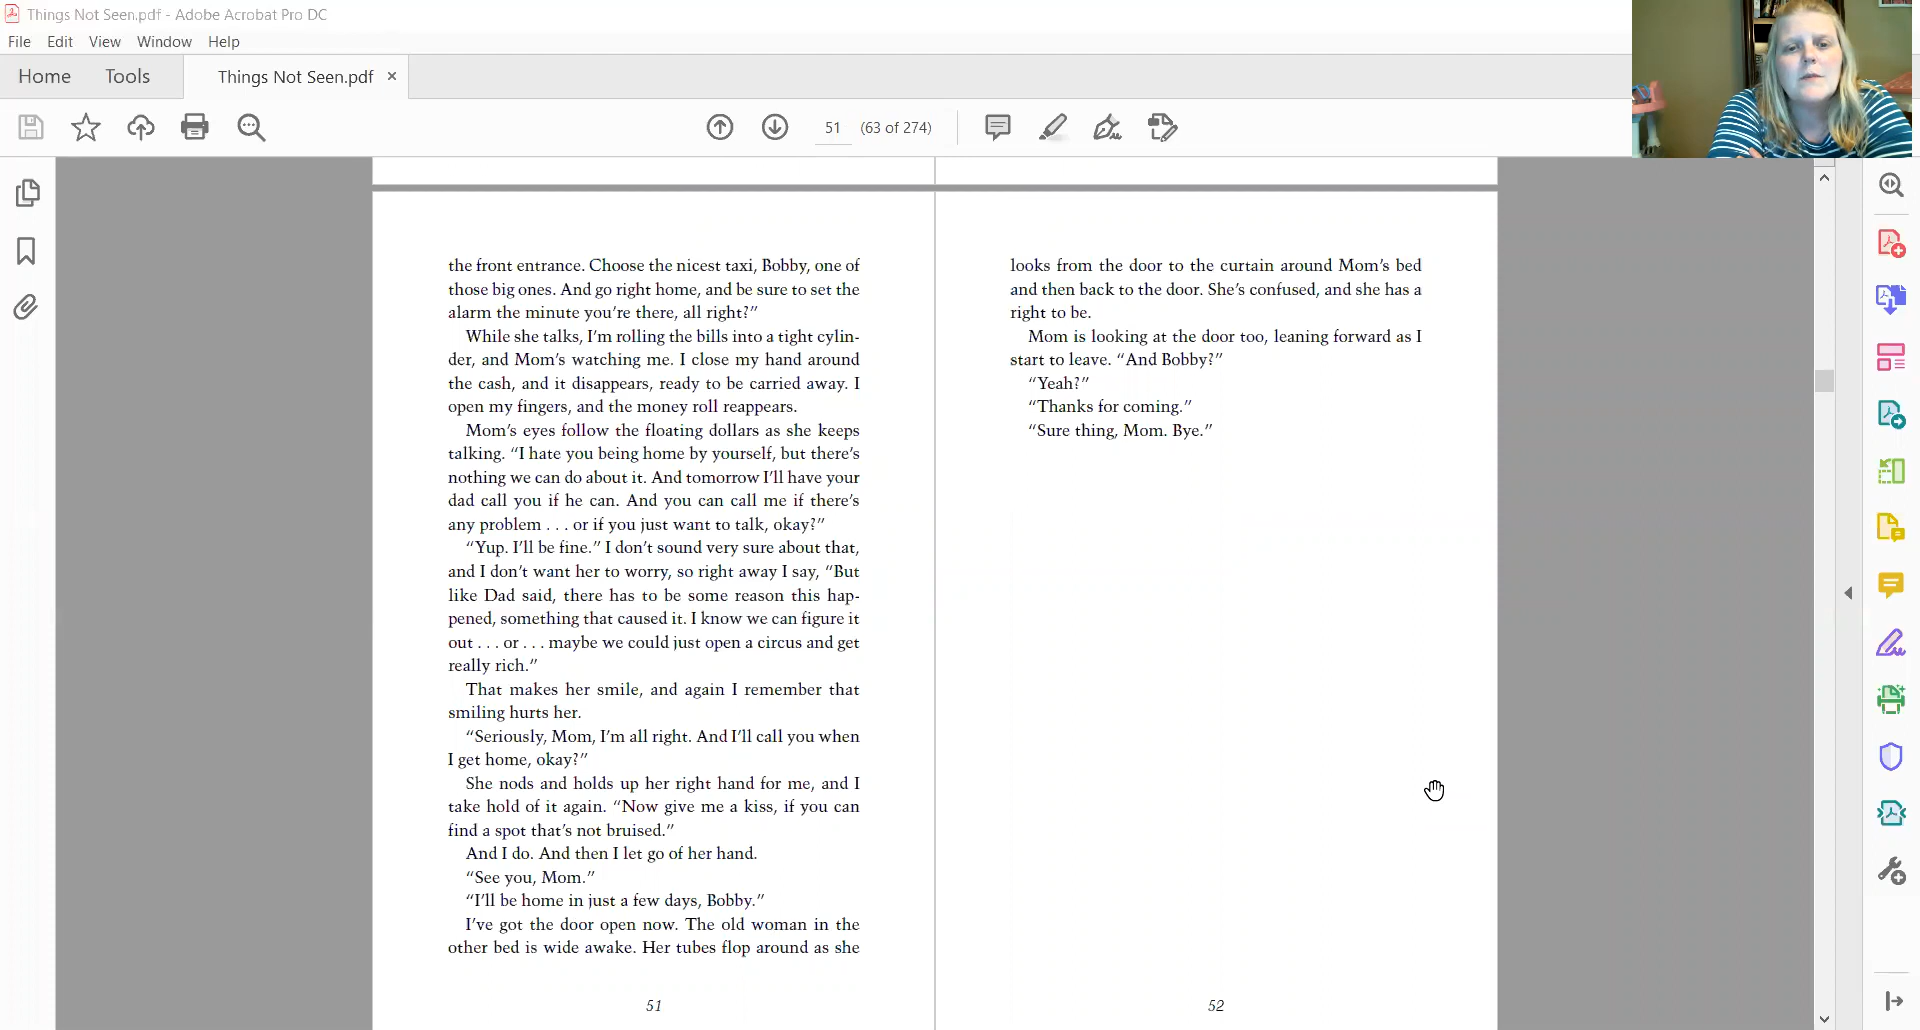 Things Not Seen.pdf - Adobe Acrobat Pro DC
File Edit View Window Help
Home Tools Things Not Seen.pdf ×
51 (63 of 274)
the front entrance. Choose the nicest taxi, Bobby, one of
those big ones. And go right home, and be sure to set the
alarm the minute you're there, all right?”
While she talks, I'm rolling the bills into a tight cylin-
der, and Mom's watching me. I close my hand around
the cash, and it disappears, ready to be carried away. I
open my fingers, and the money roll reappears.
Mom's eyes follow the floating dollars as she keeps
talking. “I hate you being home by yourself, but there's
nothing we can do about it. And tomorrow I'll have your
dad call you if he can. And you can call me if there's
any problem . . . or if you just want to talk, okay?”
“Yup. I'll be fine.” I don't sound very sure about that,
and I don't want her to worry, so right away I say, “But
like Dad said, there has to be some reason this hap-
pened, something that caused it. I know we can figure it
out . . . or . . . maybe we could just open a circus and get
really rich.”
That makes her smile, and again I remember that
smiling hurts her.
“Seriously, Mom, I'm all right. And I'll call you when
I get home, okay?”
She nods and holds up her right hand for me, and I
take hold of it again. “Now give me a kiss, if you can
find a spot that's not bruised.”
And I do. And then I let go of her hand.
“See you, Mom.”
“I'll be home in just a few days, Bobby.”
I've got the door open now. The old woman in the
other bed is wide awake. Her tubes flop around as she
51
looks from the door to the curtain around Mom's bed
and then back to the door. She's confused, and she has a
right to be.
Mom is looking at the door too, leaning forward as I
start to leave. “And Bobby?”
“Yeah?”
“Thanks for coming.”
“Sure thing, Mom. Bye.”
52